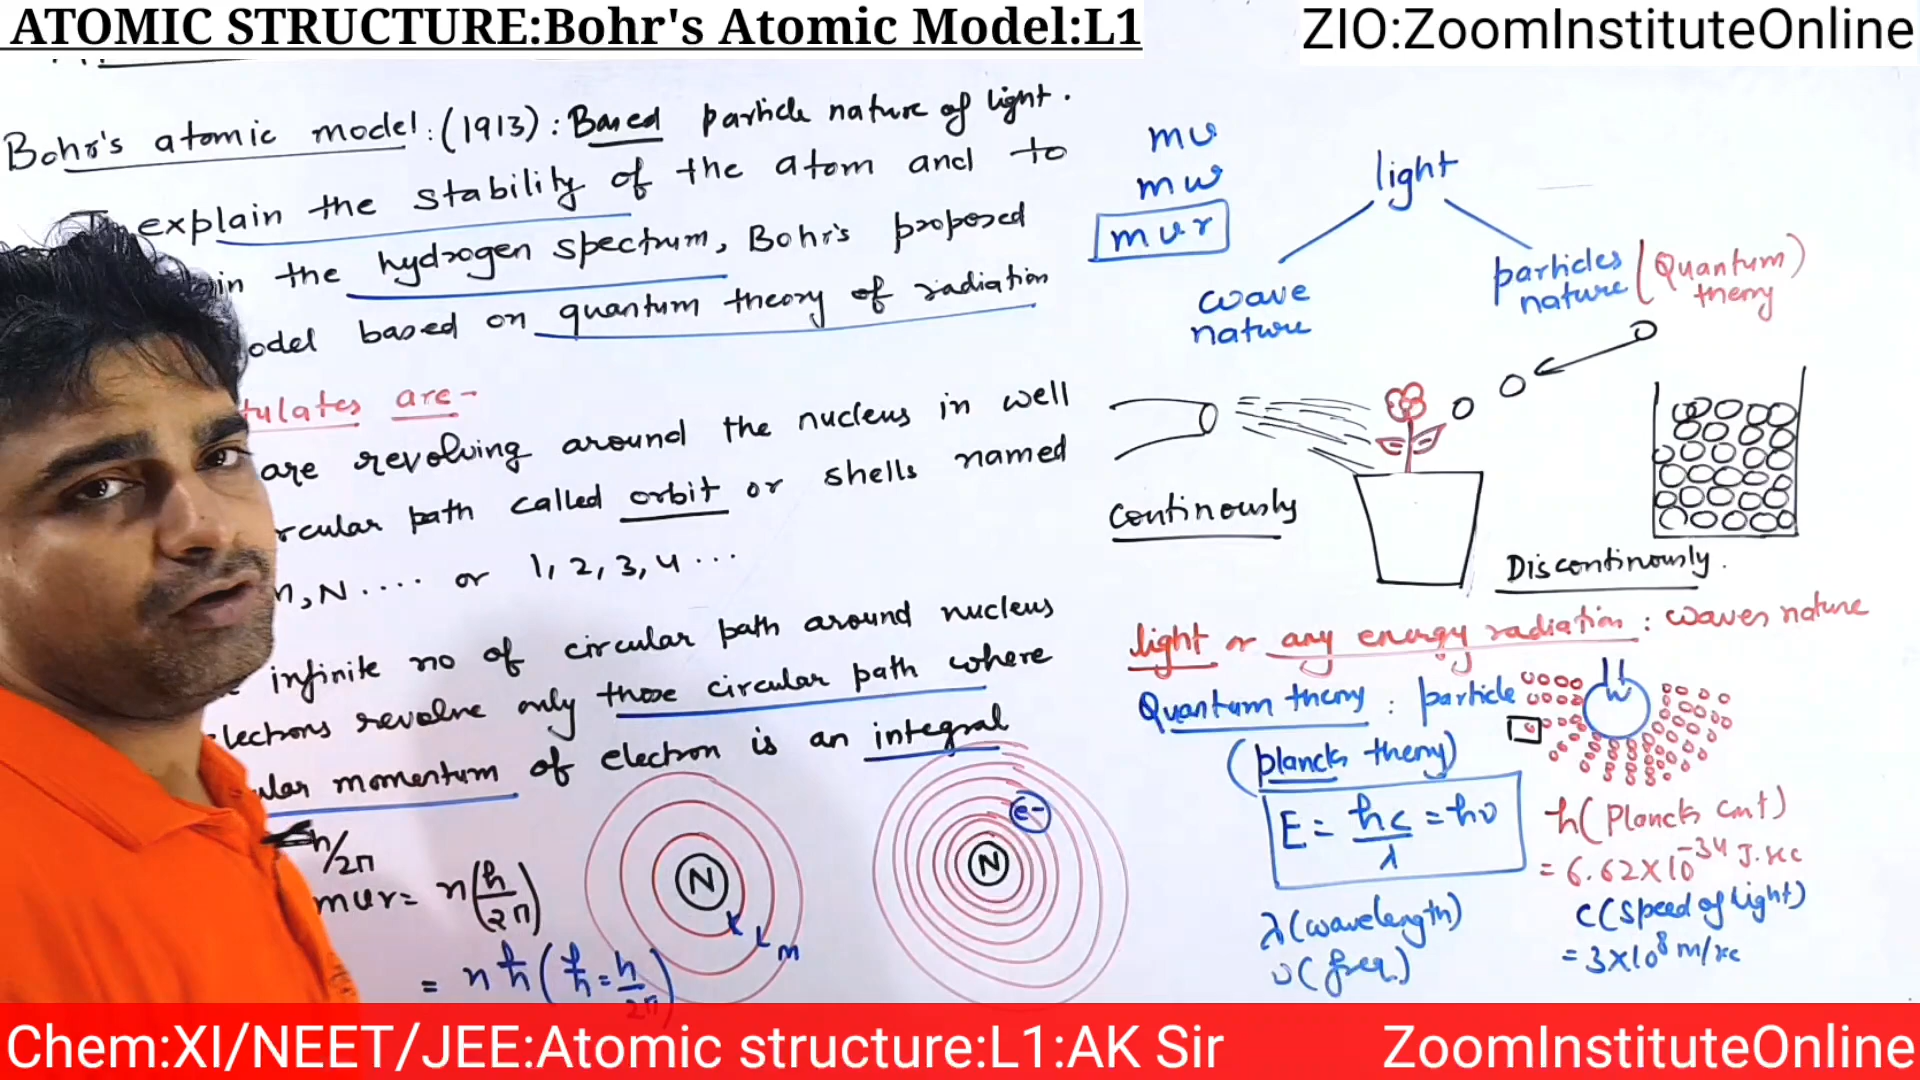 ATOMIC STRUCTURE:Bohr's Atomic Model:L1
ZIO:ZoomInstituteOnline
Bohr's atomic model:(1913): Based particle nature of light.
explain the stability of the atom and to
in the hydrogen spectrum, Bohr's proposed
odel based on quantum theory of radiation
tulates are-
are revolving around the nucleus in well
rcular path called orbit or shells named
m, N .... or 1, 2, 3, 4 ...
infinite no of circular path around nucleus
lectrons revolve only those circular path where
ular momentum of electron is an integral
h/2π
mvr= n(h/2π)
= nħ (ħ = h/2π)
N
K L M
N
e-
mv
mw
mvr
light
wave
nature
particles
nature
(Quantum)
theory
continously
Discontinously.
light or any energy radiation : waves nature
Quantum theory : particle
(plancks theory)
E = hc/λ = hν
λ(wavelength)
ν(freq.)
h(Plancks cnt)
= 6.62×10-34 J.sec
C(speed of light)
= 3×10⁸ m/sec
Chem:XI/NEET/JEE:Atomic structure:L1:AK Sir
ZoomInstituteOnline